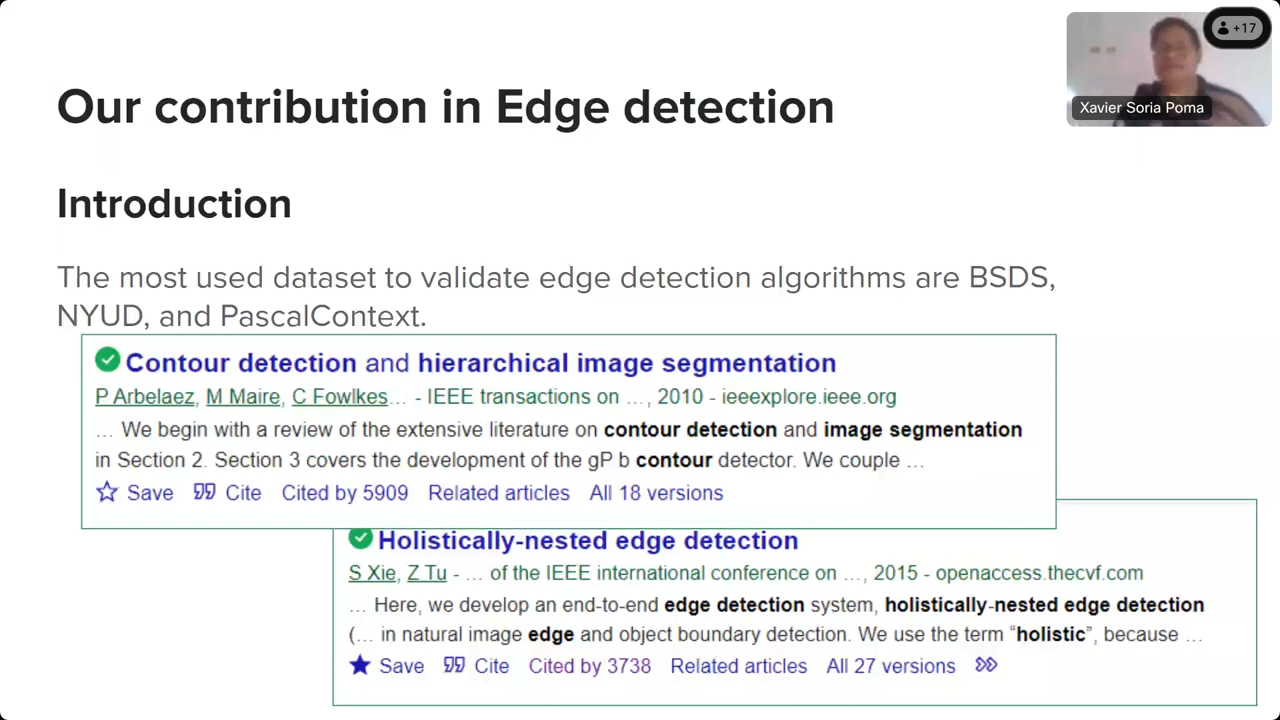 +17
Xavier Soria Poma
Our contribution in Edge detection
Introduction
The most used dataset to validate edge detection algorithms are BSDS,
NYUD, and PascalContext.
Contour detection and hierarchical image segmentation
P Arbelaez, M Maire, C Fowlkes… - IEEE transactions on …, 2010 - ieeexplore.ieee.org
… We begin with a review of the extensive literature on contour detection and image segmentation
in Section 2. Section 3 covers the development of the gP b contour detector. We couple …
Save Cite Cited by 5909 Related articles All 18 versions
Holistically-nested edge detection
S Xie, Z Tu - … of the IEEE international conference on …, 2015 - openaccess.thecvf.com
… Here, we develop an end-to-end edge detection system, holistically-nested edge detection
(… in natural image edge and object boundary detection. We use the term “holistic”, because …
Save Cite Cited by 3738 Related articles All 27 versions